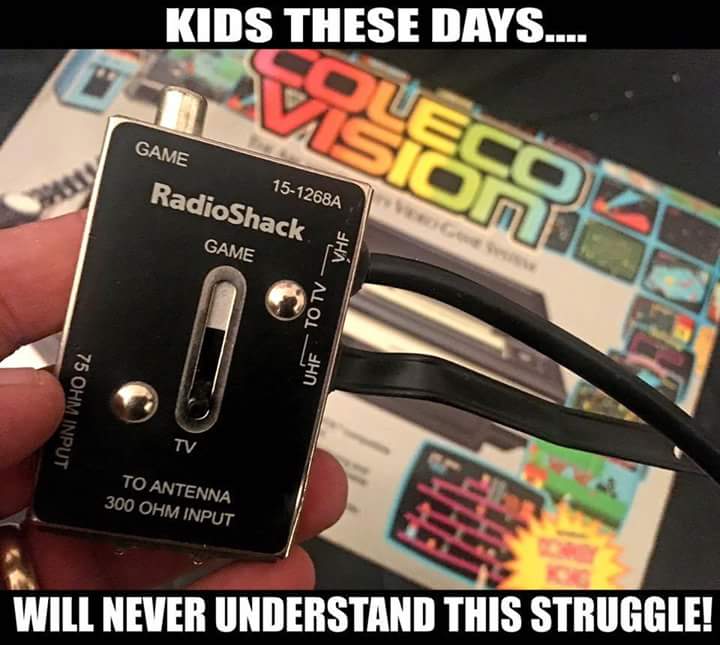 KIDS THESE DAYS....
COLECO
VISION
GAME
15-1268A
RadioShack
GAME
VHF
UHF TO TV
75 OHM INPUT
TV
TO ANTENNA
300 OHM INPUT
DONKEY
KONG
WILL NEVER UNDERSTAND THIS STRUGGLE!